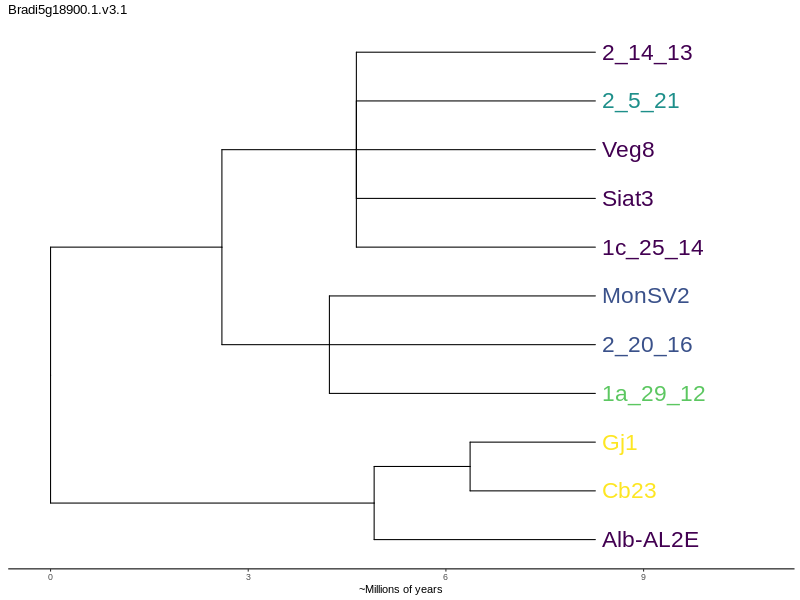 Bradi5g18900.1.v3.1
2_14_13
2_5_21
Veg8
Siat3
1c_25_14
MonSV2
2_20_16
1a_29_12
Gj1
Cb23
Alb-AL2E
0 3 6 9
~Millions of years